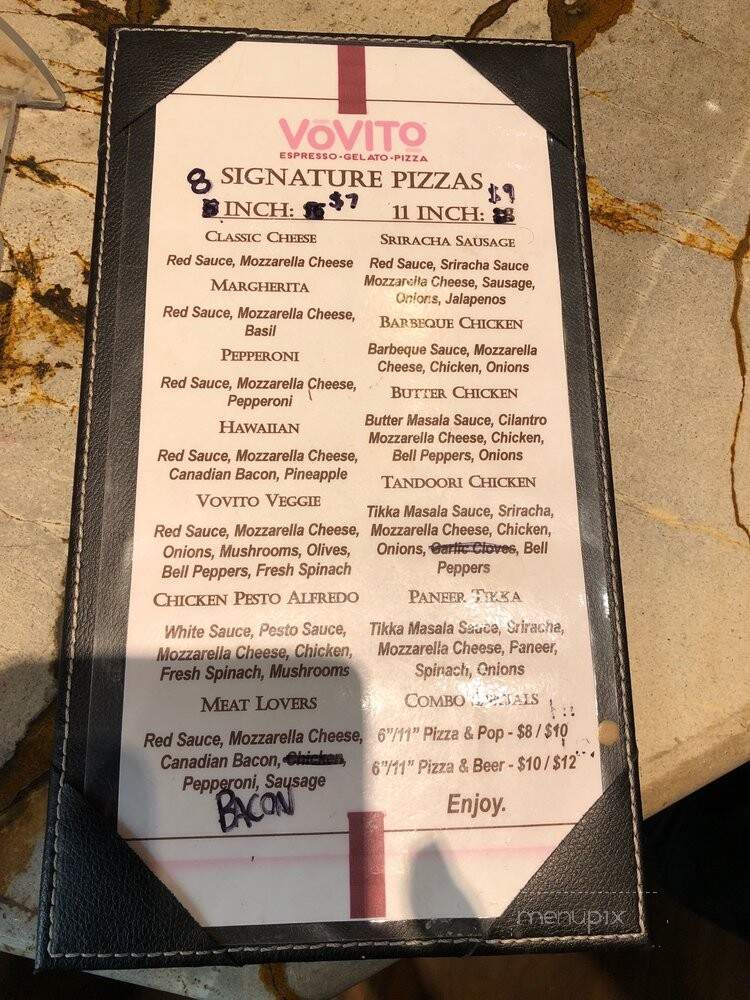 VōVITO
ESPRESSO-GELATO-PIZZA
8 SIGNATURE PIZZAS
INCH: $7
Classic Cheese
Red Sauce, Mozzarella Cheese
Margherita
Red Sauce, Mozzarella Cheese,
Basil
Pepperoni
Red Sauce, Mozzarella Cheese,
Pepperoni
Hawaiian
Red Sauce, Mozzarella Cheese,
Canadian Bacon, Pineapple
Vovito Veggie
Red Sauce, Mozzarella Cheese,
Onions, Mushrooms, Olives,
Bell Peppers, Fresh Spinach
Chicken Pesto Alfredo
White Sauce, Pesto Sauce,
Mozzarella Cheese, Chicken,
Fresh Spinach, Mushrooms
Meat Lovers
Red Sauce, Mozzarella Cheese,
Canadian Bacon, Chicken,
Pepperoni, Sausage
BACON
$9
11 INCH:
Sriracha Sausage
Red Sauce, Sriracha Sauce
Mozzarella Cheese, Sausage,
Onions, Jalapenos
Barbeque Chicken
Barbeque Sauce, Mozzarella
Cheese, Chicken, Onions
Butter Chicken
Butter Masala Sauce, Cilantro
Mozzarella Cheese, Chicken,
Bell Peppers, Onions
Tandoori Chicken
Tikka Masala Sauce, Sriracha,
Mozzarella Cheese, Chicken,
Onions, Garlic Cloves, Bell
Peppers
Paneer Tikka
Tikka Masala Sauce, Sriracha,
Mozzarella Cheese, Paneer,
Spinach, Onions
Combo
6"/11" Pizza & Pop - $8 / $10
6"/11" Pizza & Beer - $10 / $12
Enjoy.
menupix